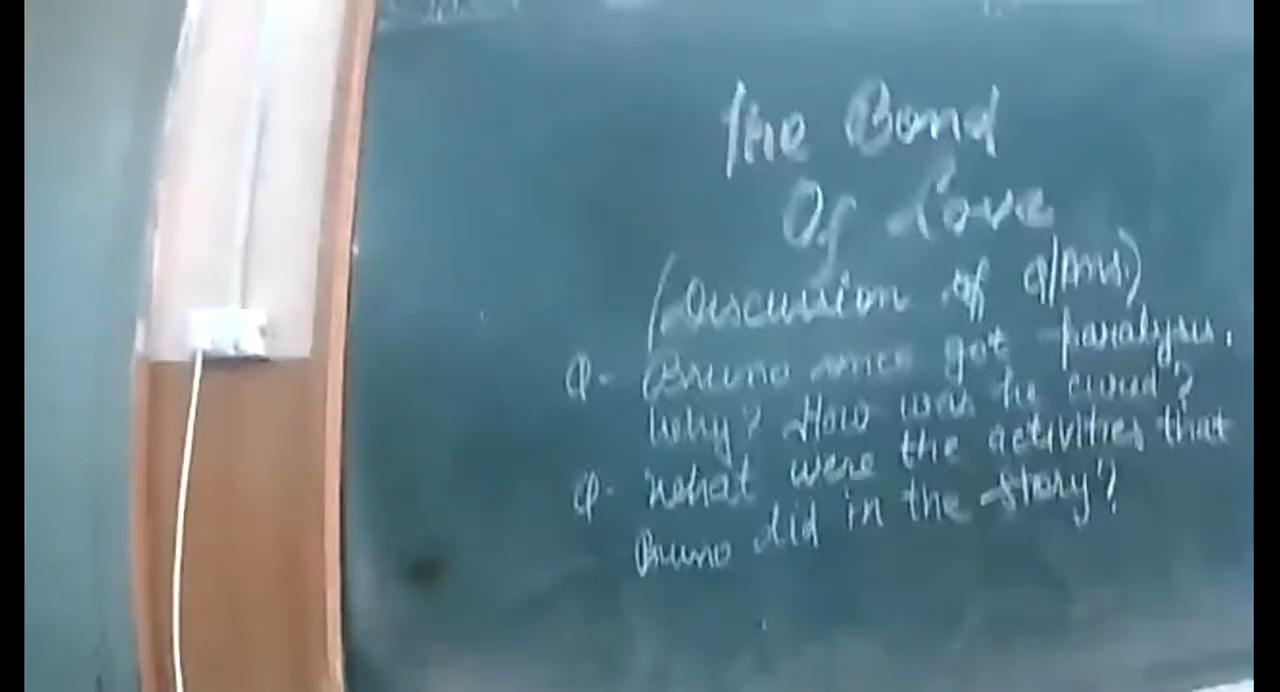 The Bond
Of Love
(Discussion of Q/Ans.)
Q- Bruno once got paralysis.
Why? How was he cured?
Q- What were the activities that
Bruno did in the story?